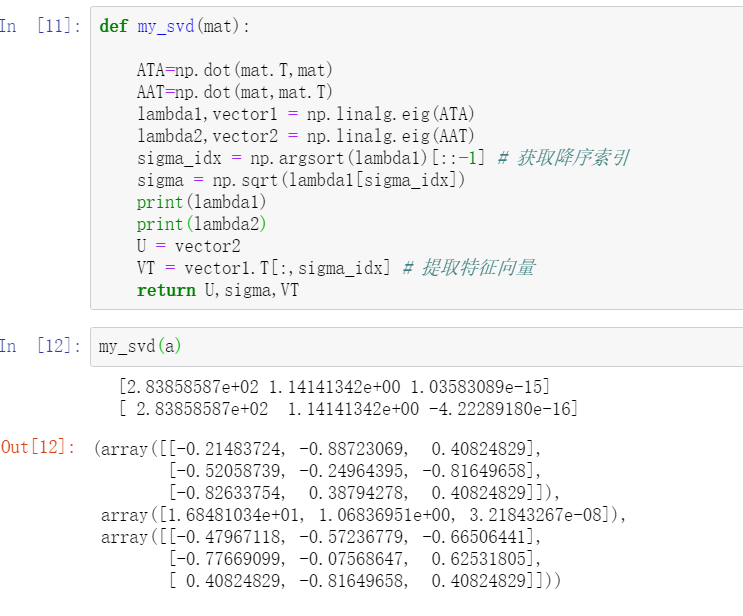 In [11]: def my_svd(mat):
ATA=np.dot(mat.T,mat)
AAT=np.dot(mat,mat.T)
lambda1,vector1 = np.linalg.eig(ATA)
lambda2,vector2 = np.linalg.eig(AAT)
sigma_idx = np.argsort(lambda1)[::-1] # 获取降序索引
sigma = np.sqrt(lambda1[sigma_idx])
print(lambda1)
print(lambda2)
U = vector2
VT = vector1.T[:,sigma_idx] # 提取特征向量
return U,sigma,VT
In [12]: my_svd(a)
[2.83858587e+02 1.14141342e+00 1.03583089e-15]
[ 2.83858587e+02  1.14141342e+00 -4.22289180e-16]
Out[12]: (array([[-0.21483724, -0.88723069,  0.40824829],
[-0.52058739, -0.24964395, -0.81649658],
[-0.82633754,  0.38794278,  0.40824829]]),
array([1.68481034e+01, 1.06836951e+00, 3.21843267e-08]),
array([[-0.47967118, -0.57236779, -0.66506441],
[-0.77669099, -0.07568647,  0.62531805],
[ 0.40824829, -0.81649658,  0.40824829]]))